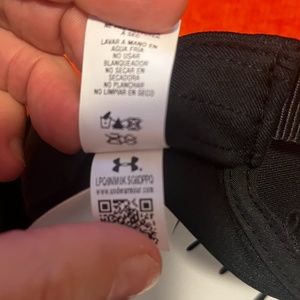 LAVAR A MANO EN
AGUA FRÍA
NO USAR
BLANQUEADOR
NO SECAR EN
SECADORA
NO PLANCHAR
NO LIMPIAR EN SECO
www.underarmour.com